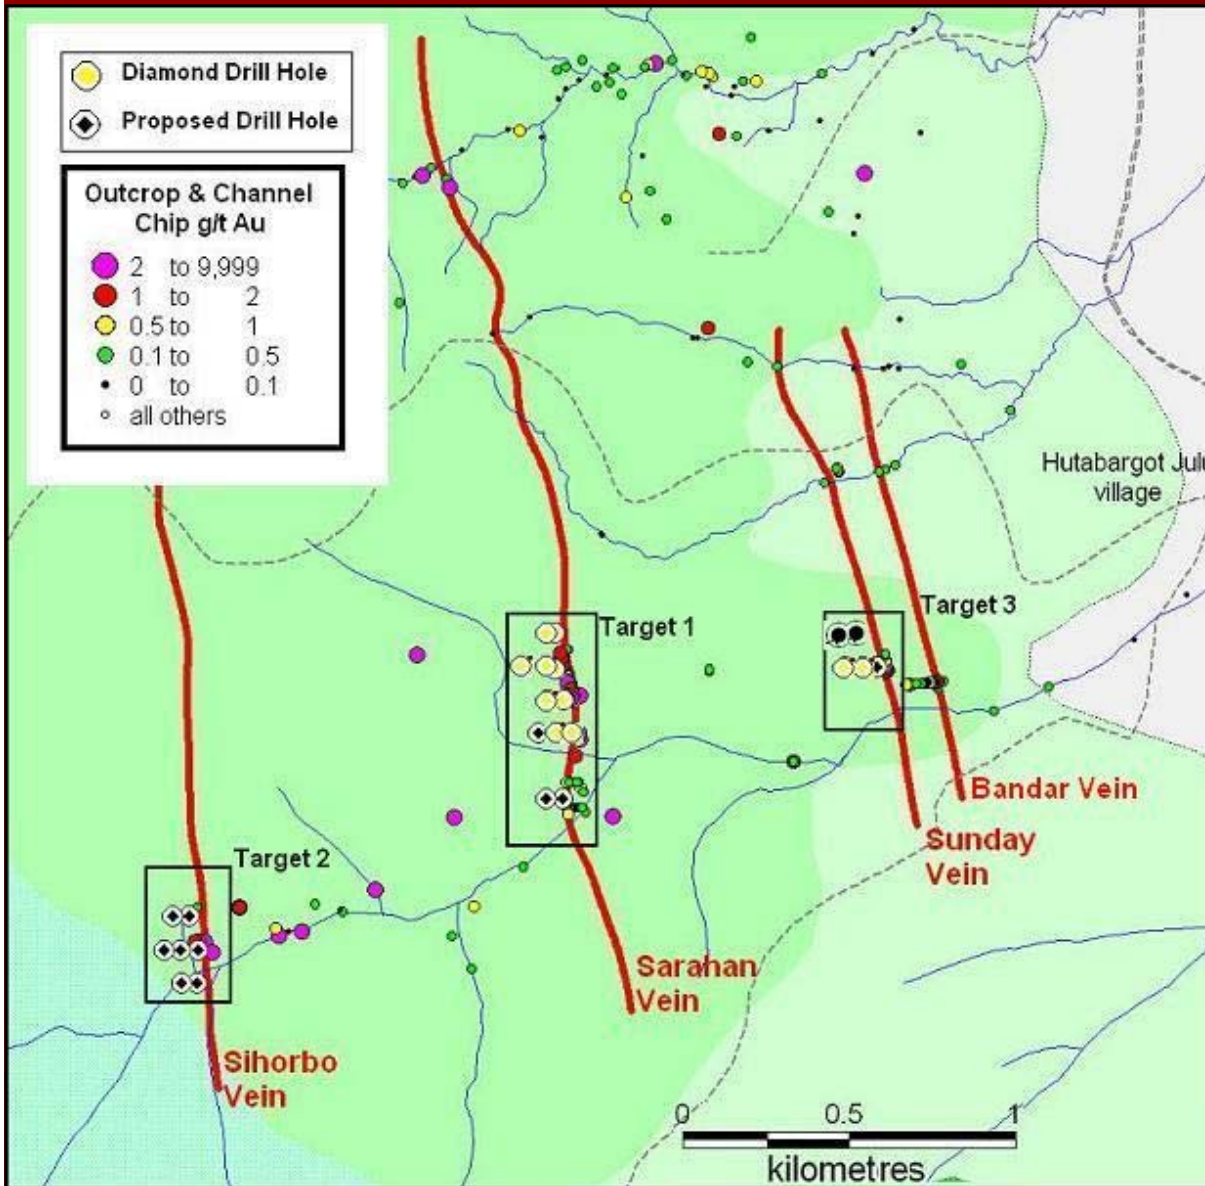 Diamond Drill Hole
Proposed Drill Hole
Outcrop & Channel
Chip g/t Au
2 to 9,999
1 to 2
0.5 to 1
0.1 to 0.5
0 to 0.1
all others
Hutabargot Julu
village
Target 1
Target 3
Target 2
Bandar Vein
Sunday
Vein
Sarahan
Vein
Sihorbo
Vein
0 0.5 1
kilometres